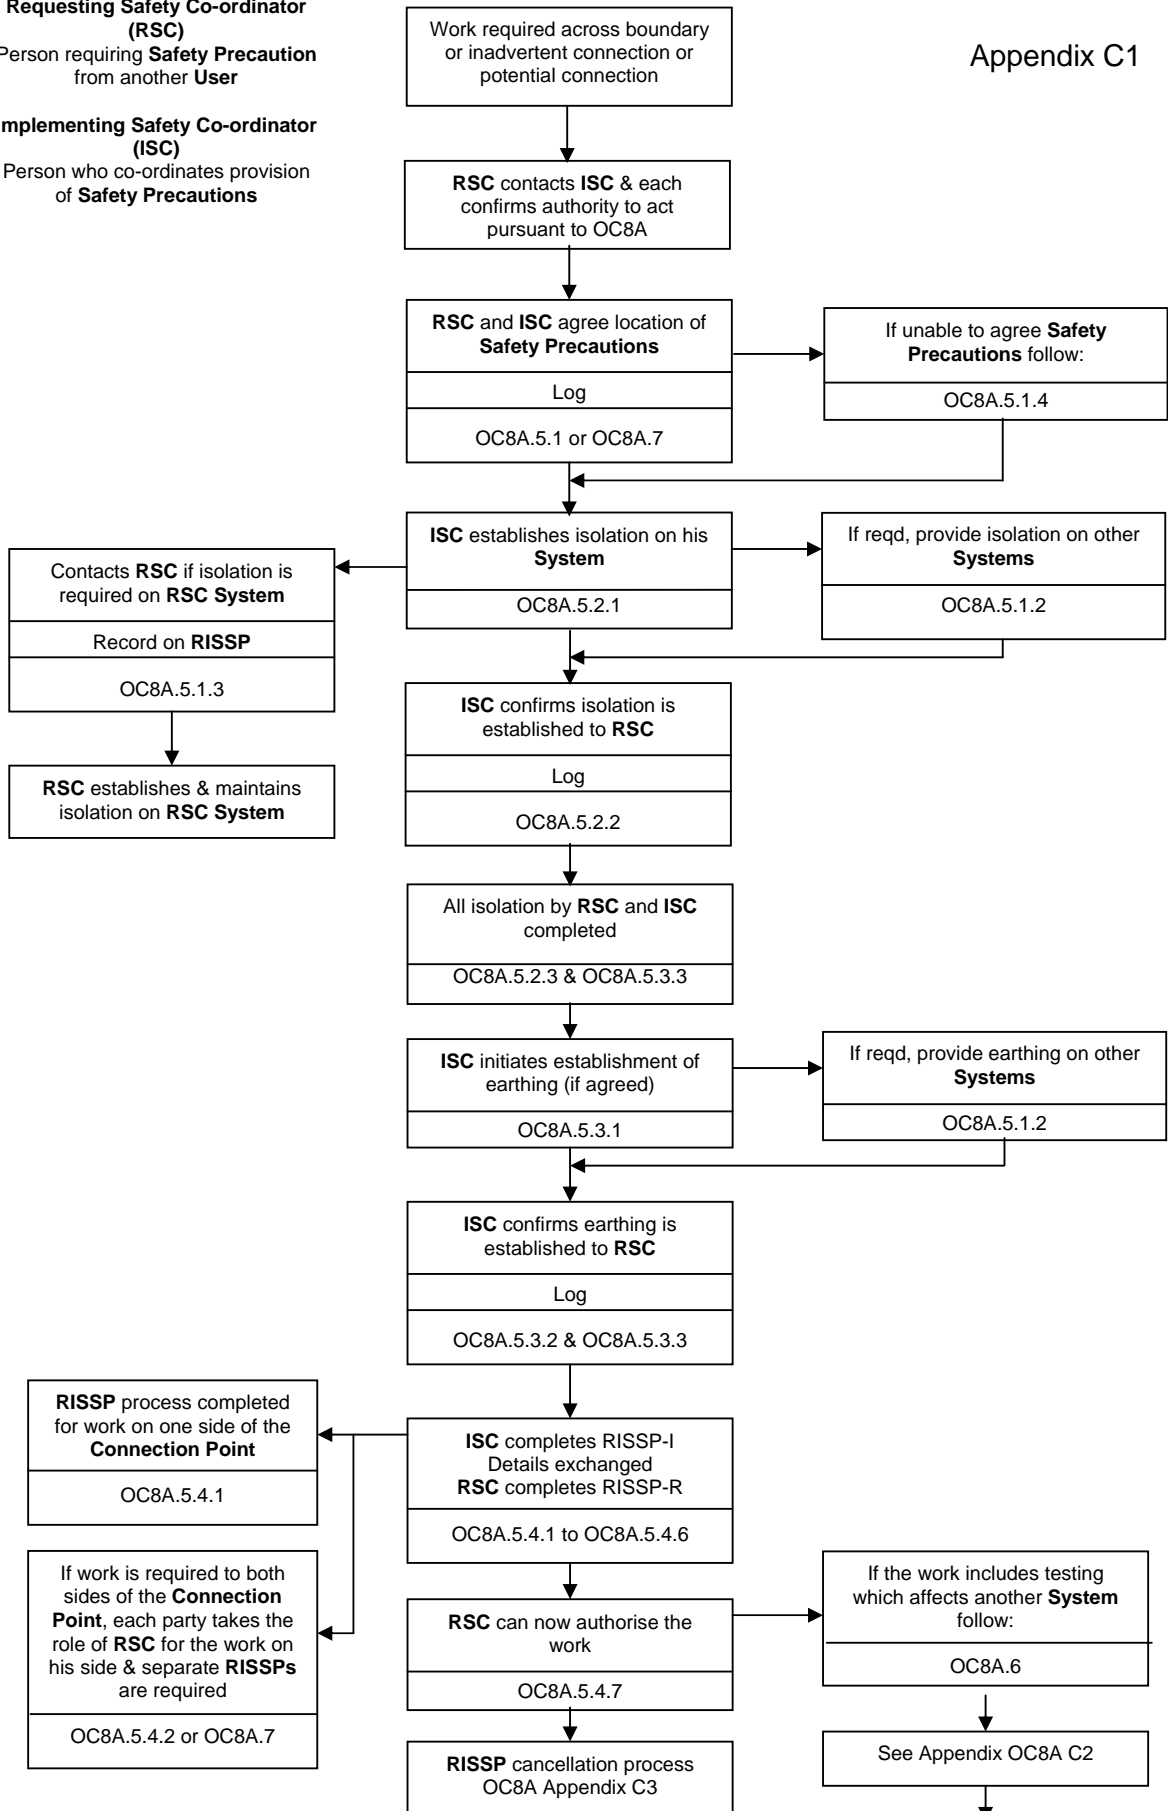 Requesting Safety Co-ordinator
(RSC)
Person requiring Safety Precaution
from another User
Implementing Safety Co-ordinator
(ISC)
Person who co-ordinates provision
of Safety Precautions
Appendix C1
Work required across boundary
or inadvertent connection or
potential connection
RSC contacts ISC & each
confirms authority to act
pursuant to OC8A
RSC and ISC agree location of
Safety Precautions
Log
OC8A.5.1 or OC8A.7
If unable to agree Safety
Precautions follow:
OC8A.5.1.4
ISC establishes isolation on his
System
OC8A.5.2.1
If reqd, provide isolation on other
Systems
OC8A.5.1.2
Contacts RSC if isolation is
required on RSC System
Record on RISSP
OC8A.5.1.3
RSC establishes & maintains
isolation on RSC System
ISC confirms isolation is
established to RSC
Log
OC8A.5.2.2
All isolation by RSC and ISC
completed
OC8A.5.2.3 & OC8A.5.3.3
ISC initiates establishment of
earthing (if agreed)
OC8A.5.3.1
If reqd, provide earthing on other
Systems
OC8A.5.1.2
ISC confirms earthing is
established to RSC
Log
OC8A.5.3.2 & OC8A.5.3.3
RISSP process completed
for work on one side of the
Connection Point
OC8A.5.4.1
ISC completes RISSP-I
Details exchanged
RSC completes RISSP-R
OC8A.5.4.1 to OC8A.5.4.6
If work is required to both
sides of the Connection
Point, each party takes the
role of RSC for the work on
his side & separate RISSPs
are required
OC8A.5.4.2 or OC8A.7
RSC can now authorise the
work
OC8A.5.4.7
If the work includes testing
which affects another System
follow:
OC8A.6
See Appendix OC8A C2
RISSP cancellation process
OC8A Appendix C3